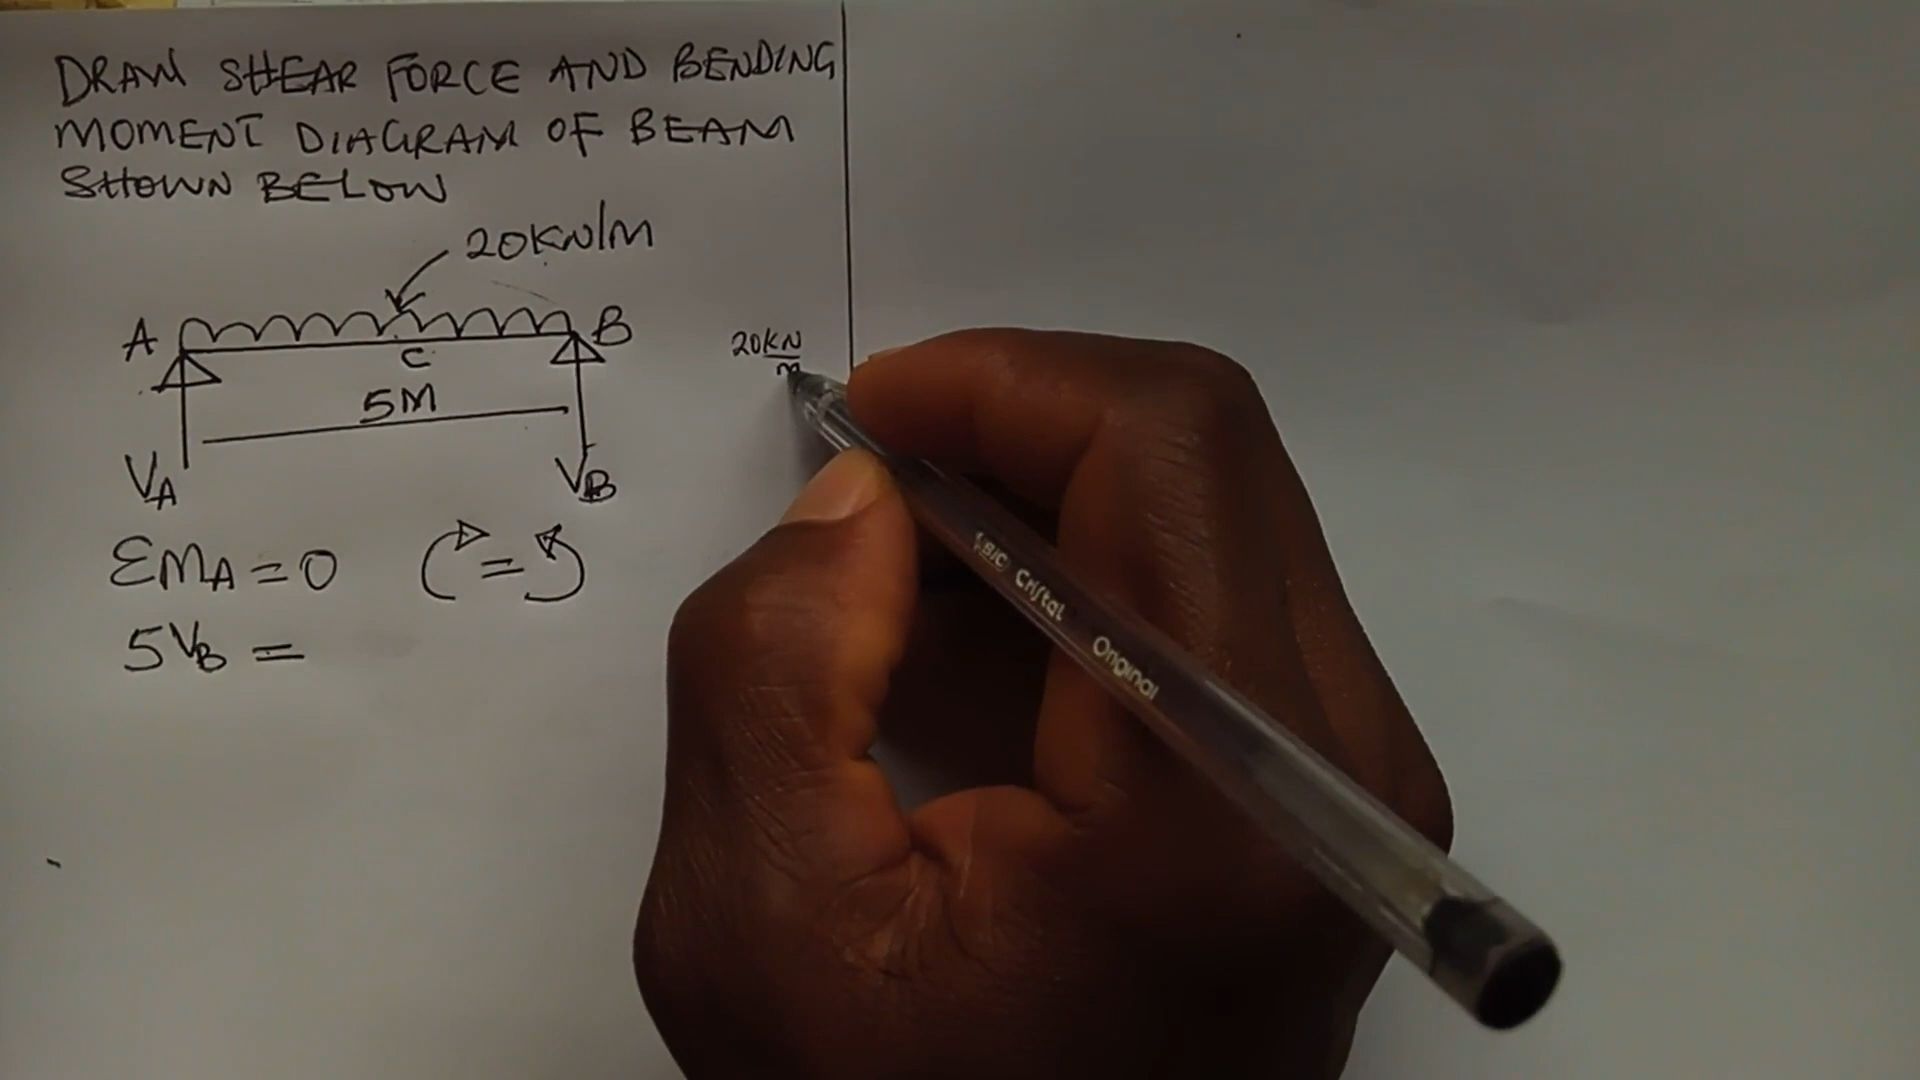 DRAW SHEAR FORCE AND BENDING
MOMENT DIAGRAM OF BEAM
SHOWN BELOW
20KN/M
A B
C
5M
VA VB
ΣMA = 0 ( = )
5VB =
20KN
m
BIC Cristal Original